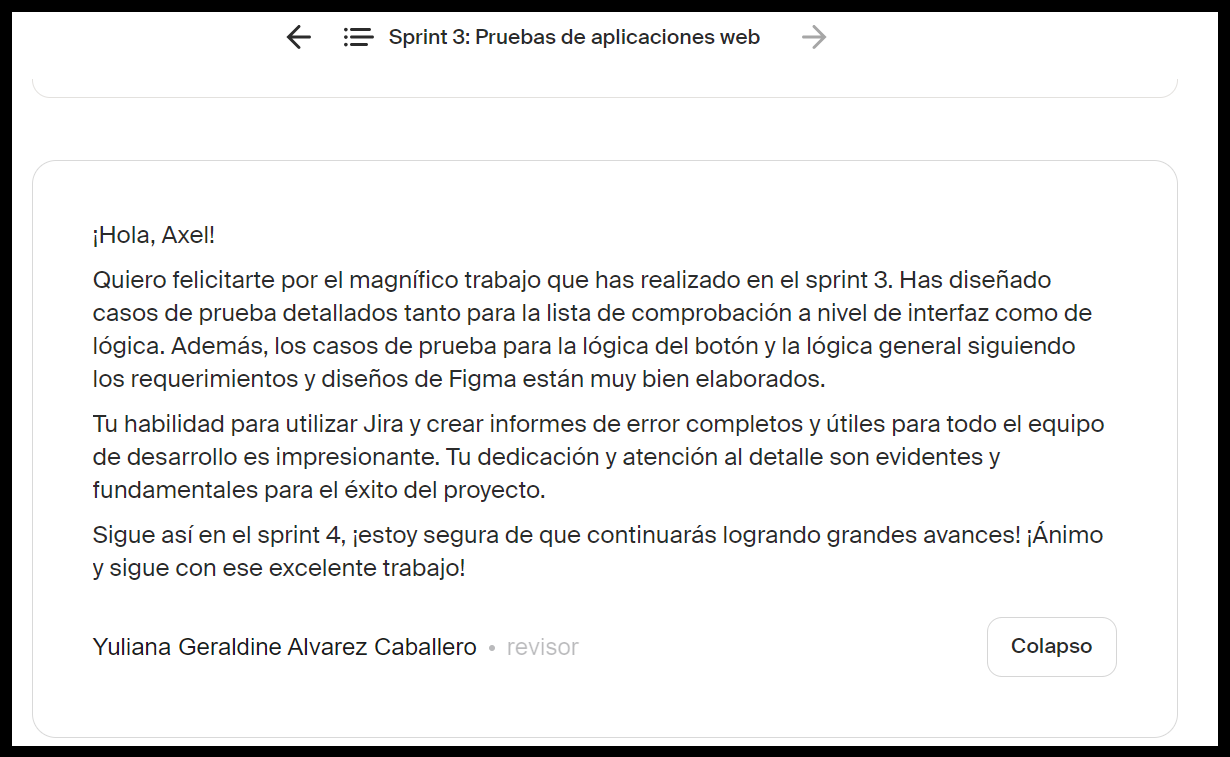 Sprint 3: Pruebas de aplicaciones web
¡Hola, Axel!
Quiero felicitarte por el magnífico trabajo que has realizado en el sprint 3. Has diseñado
casos de prueba detallados tanto para la lista de comprobación a nivel de interfaz como de
lógica. Además, los casos de prueba para la lógica del botón y la lógica general siguiendo
los requerimientos y diseños de Figma están muy bien elaborados.
Tu habilidad para utilizar Jira y crear informes de error completos y útiles para todo el equipo
de desarrollo es impresionante. Tu dedicación y atención al detalle son evidentes y
fundamentales para el éxito del proyecto.
Sigue así en el sprint 4, ¡estoy segura de que continuarás logrando grandes avances! ¡Ánimo
y sigue con ese excelente trabajo!
Yuliana Geraldine Alvarez Caballero • revisor
Colapso